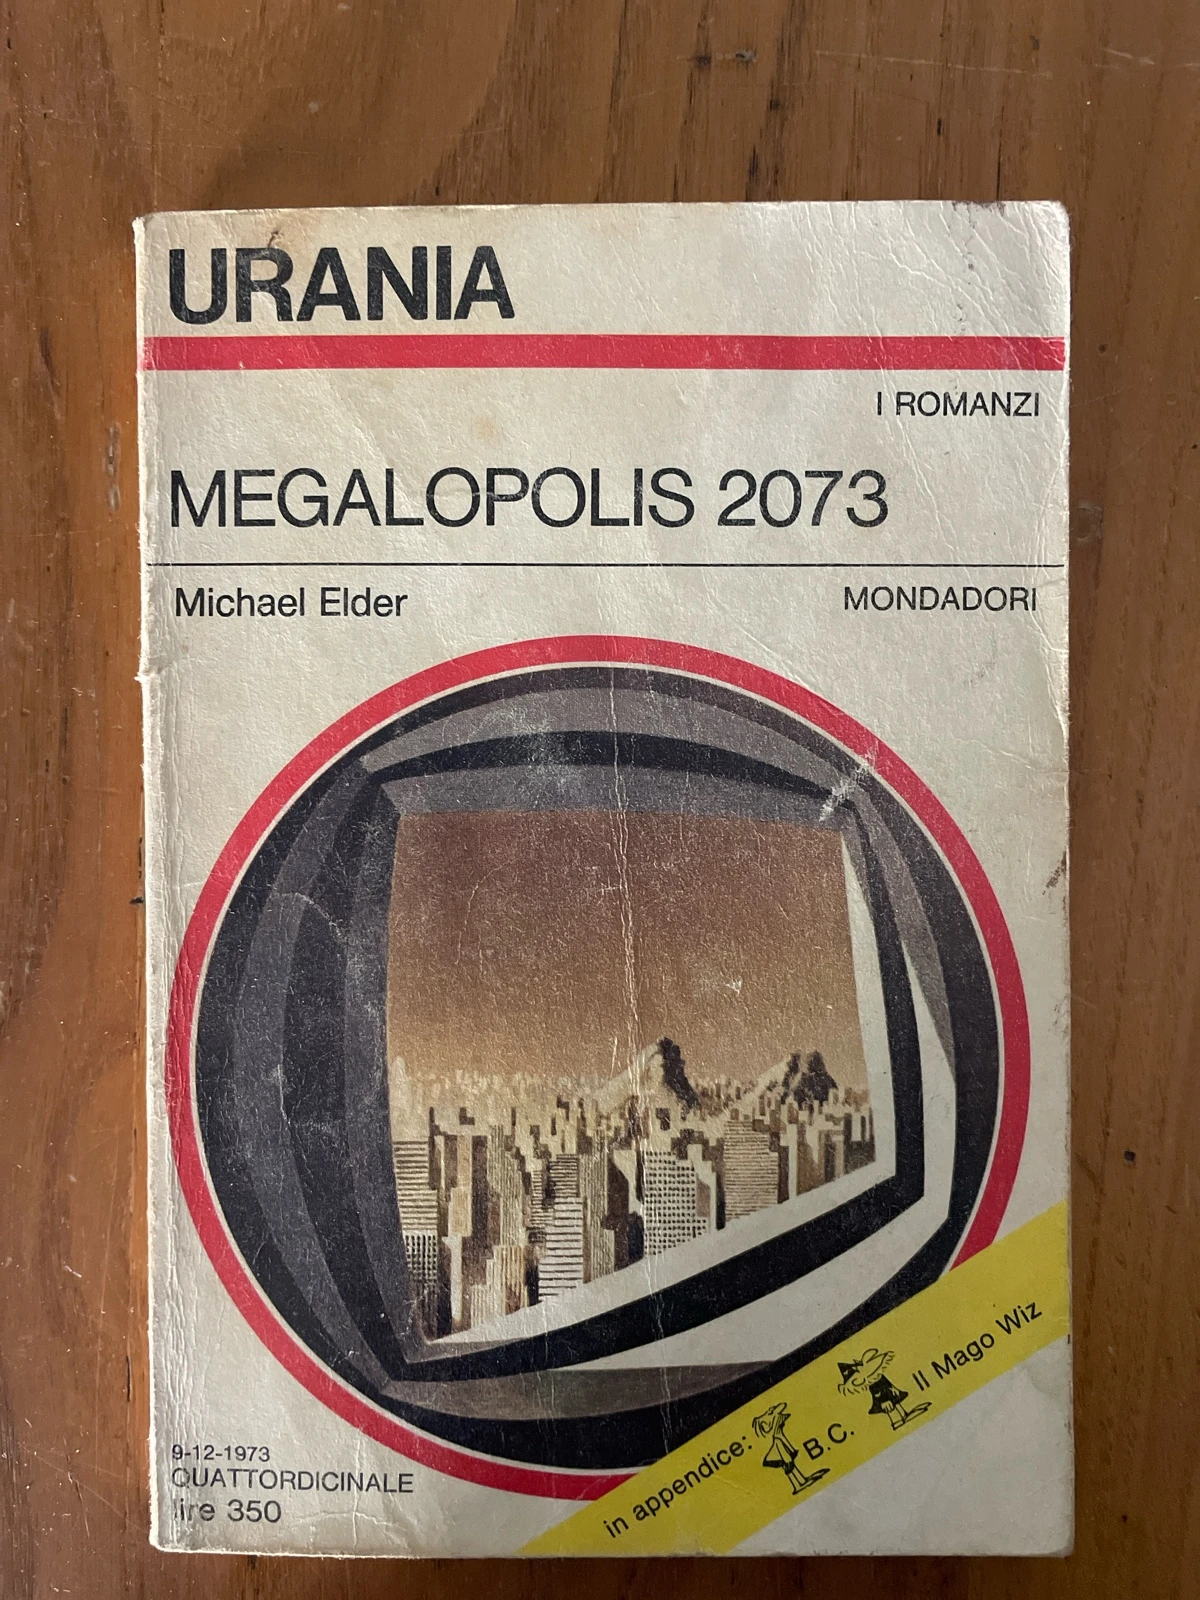 URANIA
I ROMANZI
MEGALOPOLIS 2073
Michael Elder
MONDADORI
9-12-1973
QUATTORDICINALE
lire 350
in appendice: B.C. Il Mago Wiz